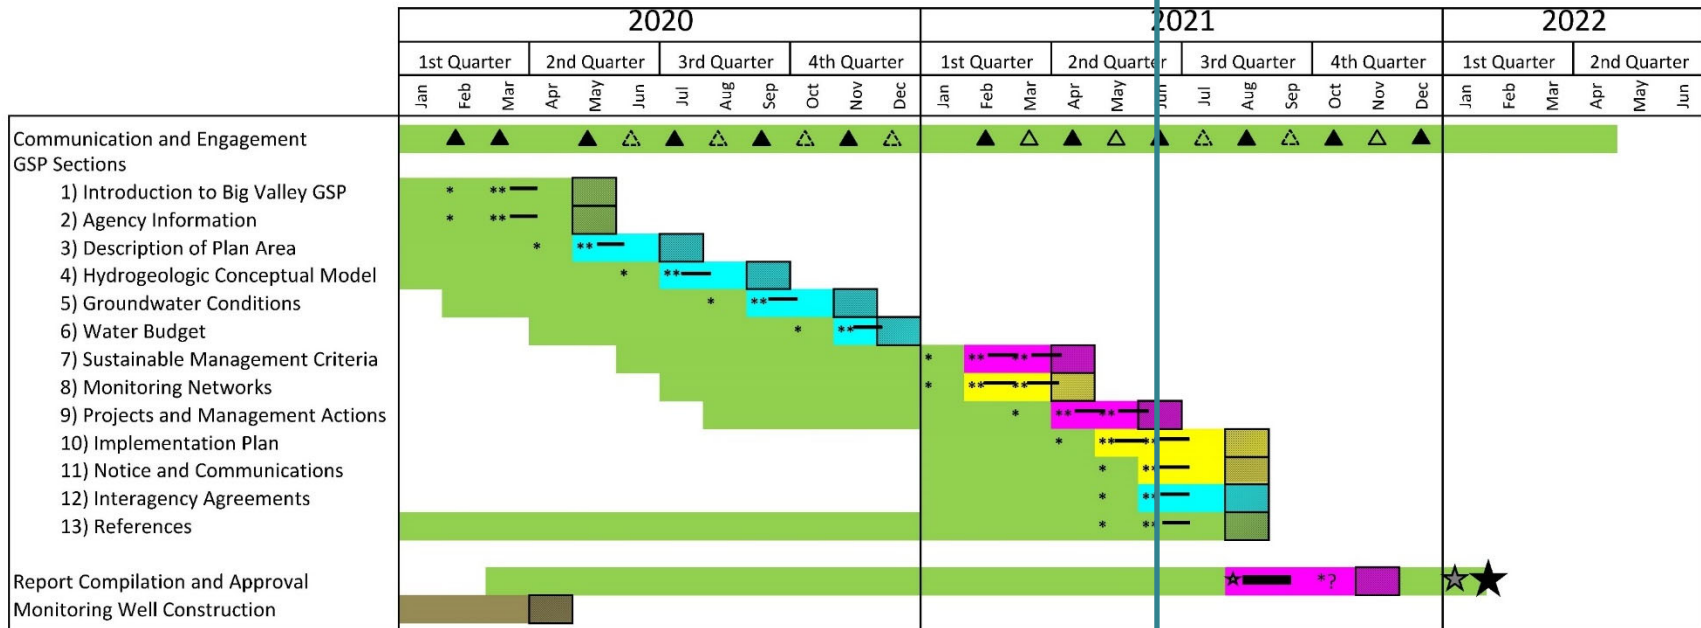 2020 2021 2022
1st Quarter 2nd Quarter 3rd Quarter 4th Quarter 1st Quarter 2nd Quarter 3rd Quarter 4th Quarter 1st Quarter 2nd Quarter
Jan Feb Mar Apr May Jun Jul Aug Sep Oct Nov Dec Jan Feb Mar Apr May Jun Jul Aug Sep Oct Nov Dec Jan Feb Mar Apr May Jun
Communication and Engagement
GSP Sections
1) Introduction to Big Valley GSP * **
2) Agency Information * **
3) Description of Plan Area * **
4) Hydrogeologic Conceptual Model * **
5) Groundwater Conditions * **
6) Water Budget * **
7) Sustainable Management Criteria * ** **
8) Monitoring Networks * ** **
9) Projects and Management Actions * ** **
10) Implementation Plan * ** **
11) Notice and Communications * **
12) Interagency Agreements * **
13) References * **
Report Compilation and Approval *?
Monitoring Well Construction